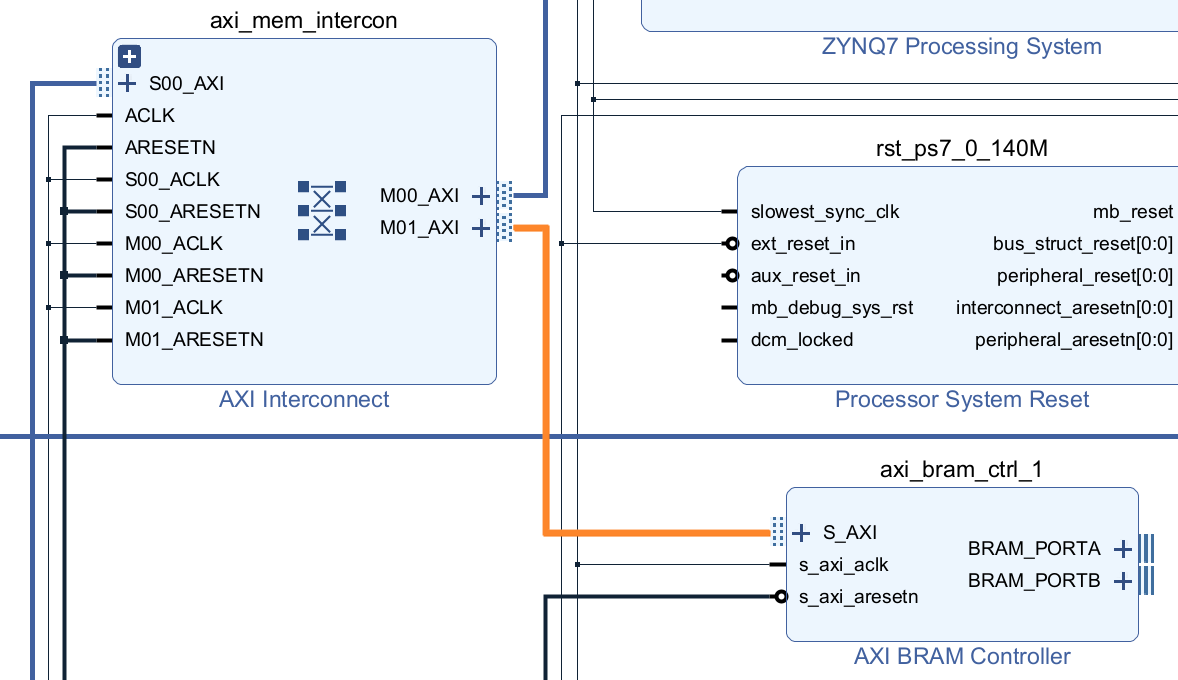 axi_mem_intercon
S00_AXI
ACLK
ARESETN
S00_ACLK
S00_ARESETN
M00_ACLK
M00_ARESETN
M01_ACLK
M01_ARESETN
M00_AXI
M01_AXI
AXI Interconnect
ZYNQ7 Processing System
rst_ps7_0_140M
slowest_sync_clk
ext_reset_in
aux_reset_in
mb_debug_sys_rst
dcm_locked
mb_reset
bus_struct_reset[0:0]
peripheral_reset[0:0]
interconnect_aresetn[0:0]
peripheral_aresetn[0:0]
Processor System Reset
axi_bram_ctrl_1
S_AXI
s_axi_aclk
s_axi_aresetn
BRAM_PORTA
BRAM_PORTB
AXI BRAM Controller